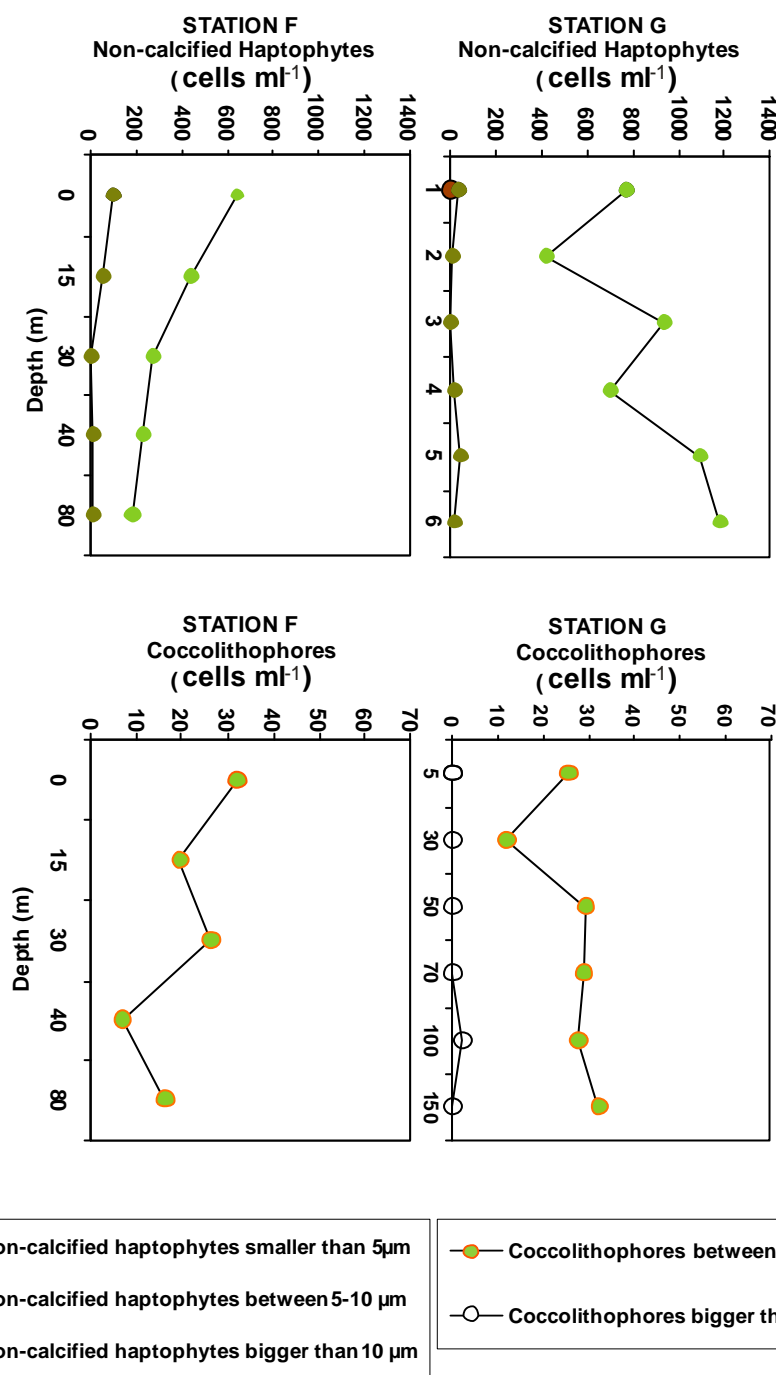 STATION F
Non-calcified Haptophytes
(cells ml-1)
0 200 400 600 800 1000 1200 1400
0
15
30
40
80
Depth (m)
STATION G
Non-calcified Haptophytes
(cells ml-1)
0 200 400 600 800 1000 1200 1400
1
2
3
4
5
6
STATION F
Coccolithophores
(cells ml-1)
0 10 20 30 40 50 60 70
0
15
30
40
80
Depth (m)
STATION G
Coccolithophores
(cells ml-1)
0 10 20 30 40 50 60 70
5
30
50
70
100
150
on-calcified haptophytes smaller than 5µm
on-calcified haptophytes between 5-10 µm
on-calcified haptophytes bigger than 10 µm
Coccolithophores between
Coccolithophores bigger th